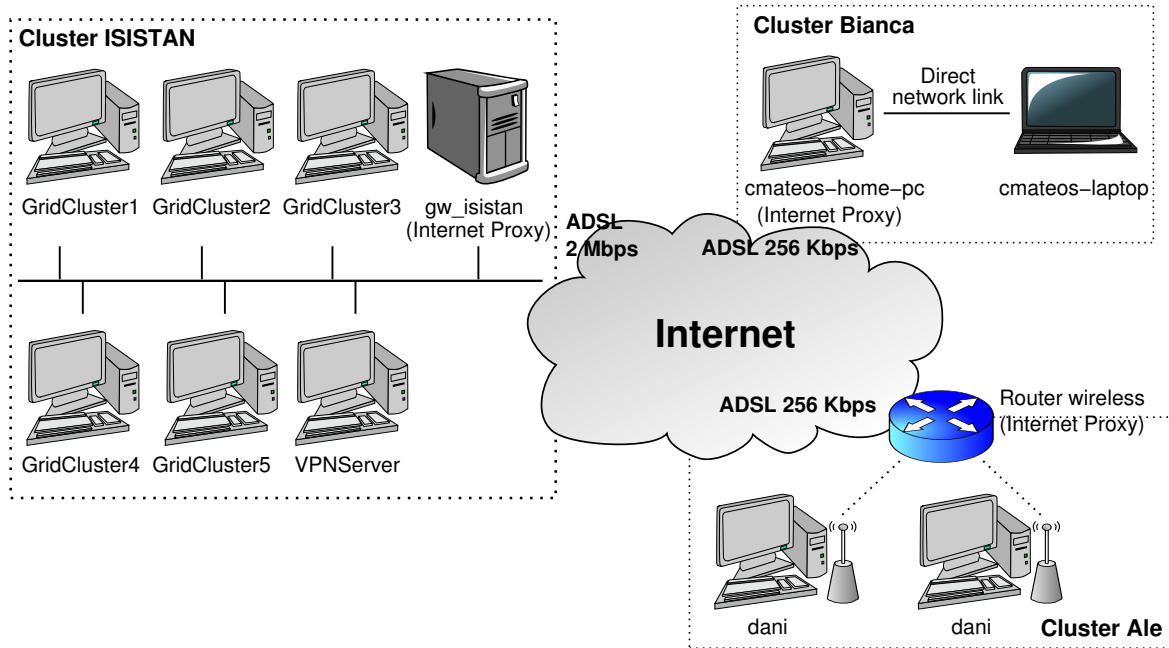 Cluster ISISTAN
GridCluster1
GridCluster2
GridCluster3
gw_isistan
(Internet Proxy)
GridCluster4
GridCluster5
VPNServer
ADSL
2 Mbps
Cluster Bianca
Direct
network link
cmateos−home−pc
(Internet Proxy)
cmateos−laptop
ADSL 256 Kbps
Internet
ADSL 256 Kbps
Router wireless
(Internet Proxy)
dani
dani
Cluster Ale